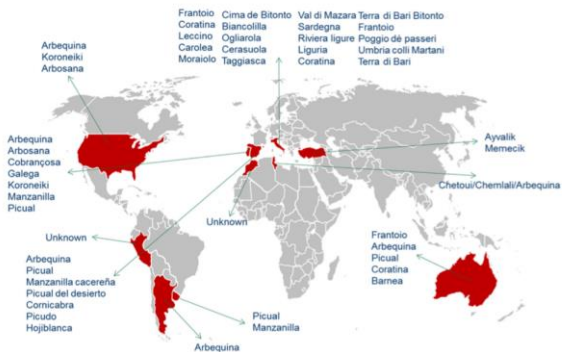 Frantoio
Coratina
Leccino
Carolea
Moraiolo
Cima de Bitonto
Biancolilla
Ogliarola
Cerasuola
Taggiasca
Val di Mazara
Sardegna
Riviera ligure
Liguria
Coratina
Terra di Bari Bitonto
Frantoio
Poggio dè passeri
Umbria colli Martani
Terra di Bari
Arbequina
Koroneiki
Arbosana
Arbequina
Arbosana
Cobrançosa
Galega
Koroneiki
Manzanilla
Picual
Ayvalik
Memecik
Chetoui/Chemlali/Arbequina
Unknown
Unknown
Arbequina
Picual
Manzanilla cacereña
Picual del desierto
Cornicabra
Picudo
Hojiblanca
Frantoio
Arbequina
Picual
Coratina
Barnea
Picual
Manzanilla
Arbequina